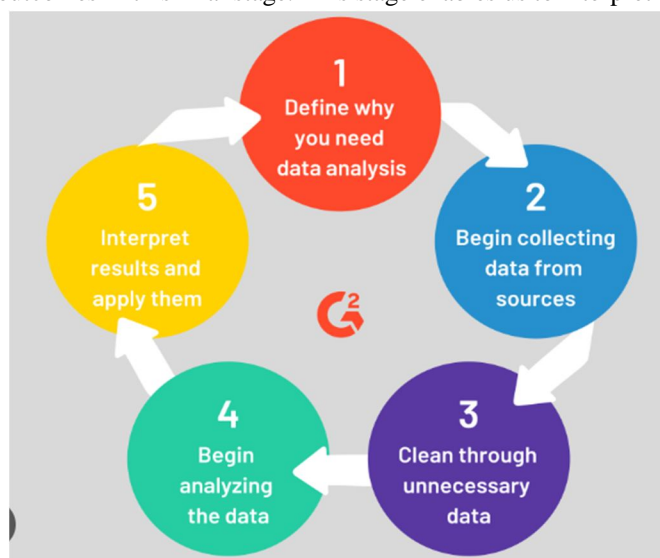 1
Define why
you need
data analysis
2
Begin collecting
data from
sources
3
Clean through
unnecessary
data
4
Begin
analyzing
the data
5
Interpret
results and
apply them
G2